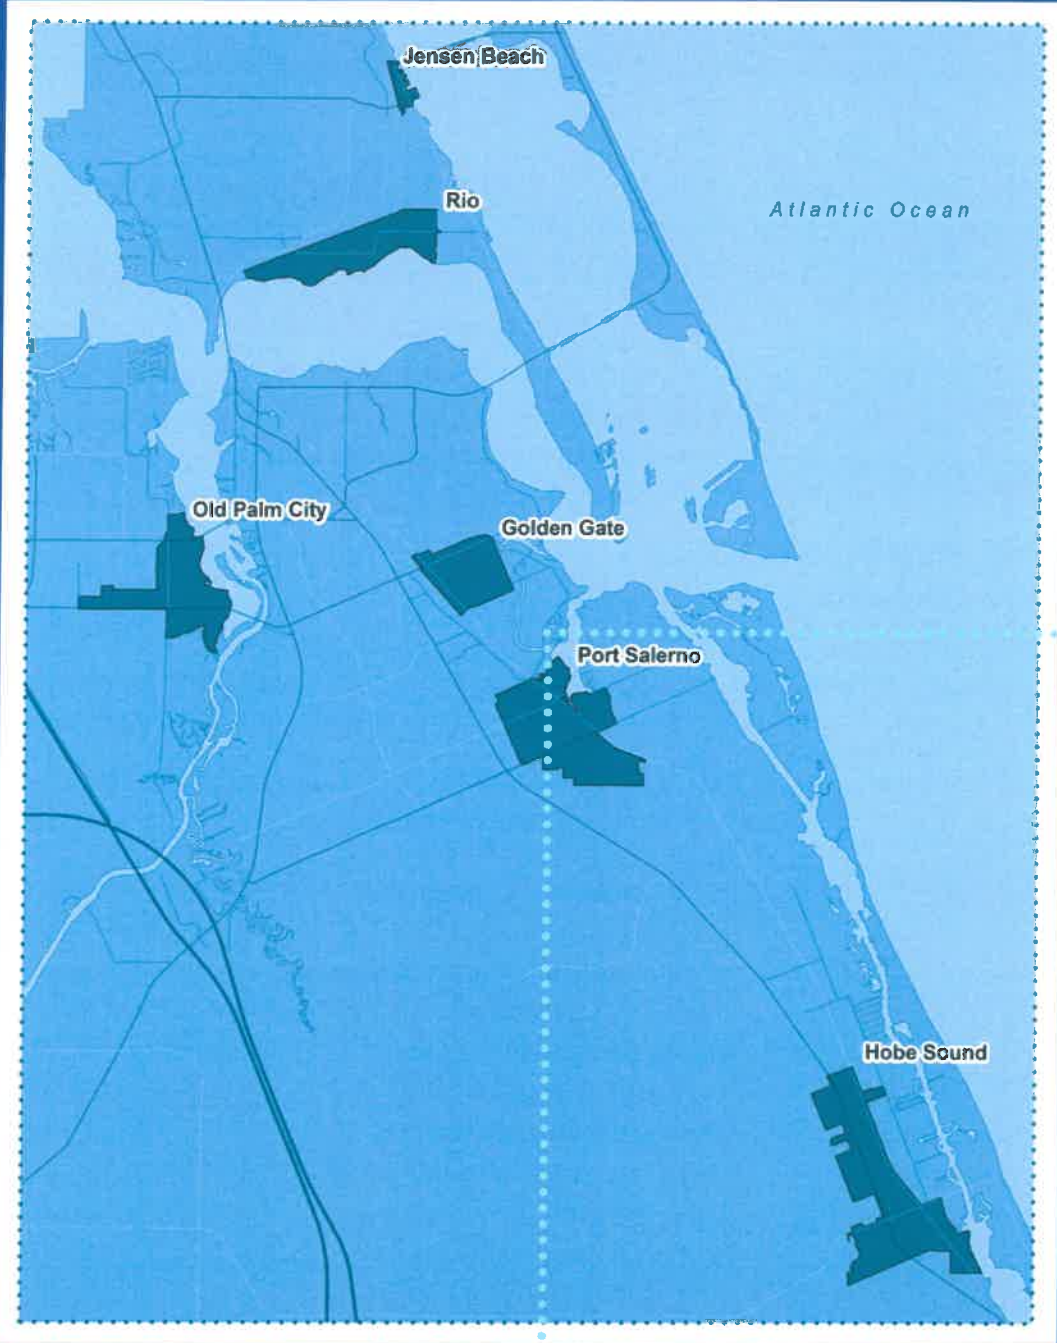 Jensen Beach
Rio
Atlantic Ocean
Old Palm City
Golden Gate
Port Salerno
Hobe Sound